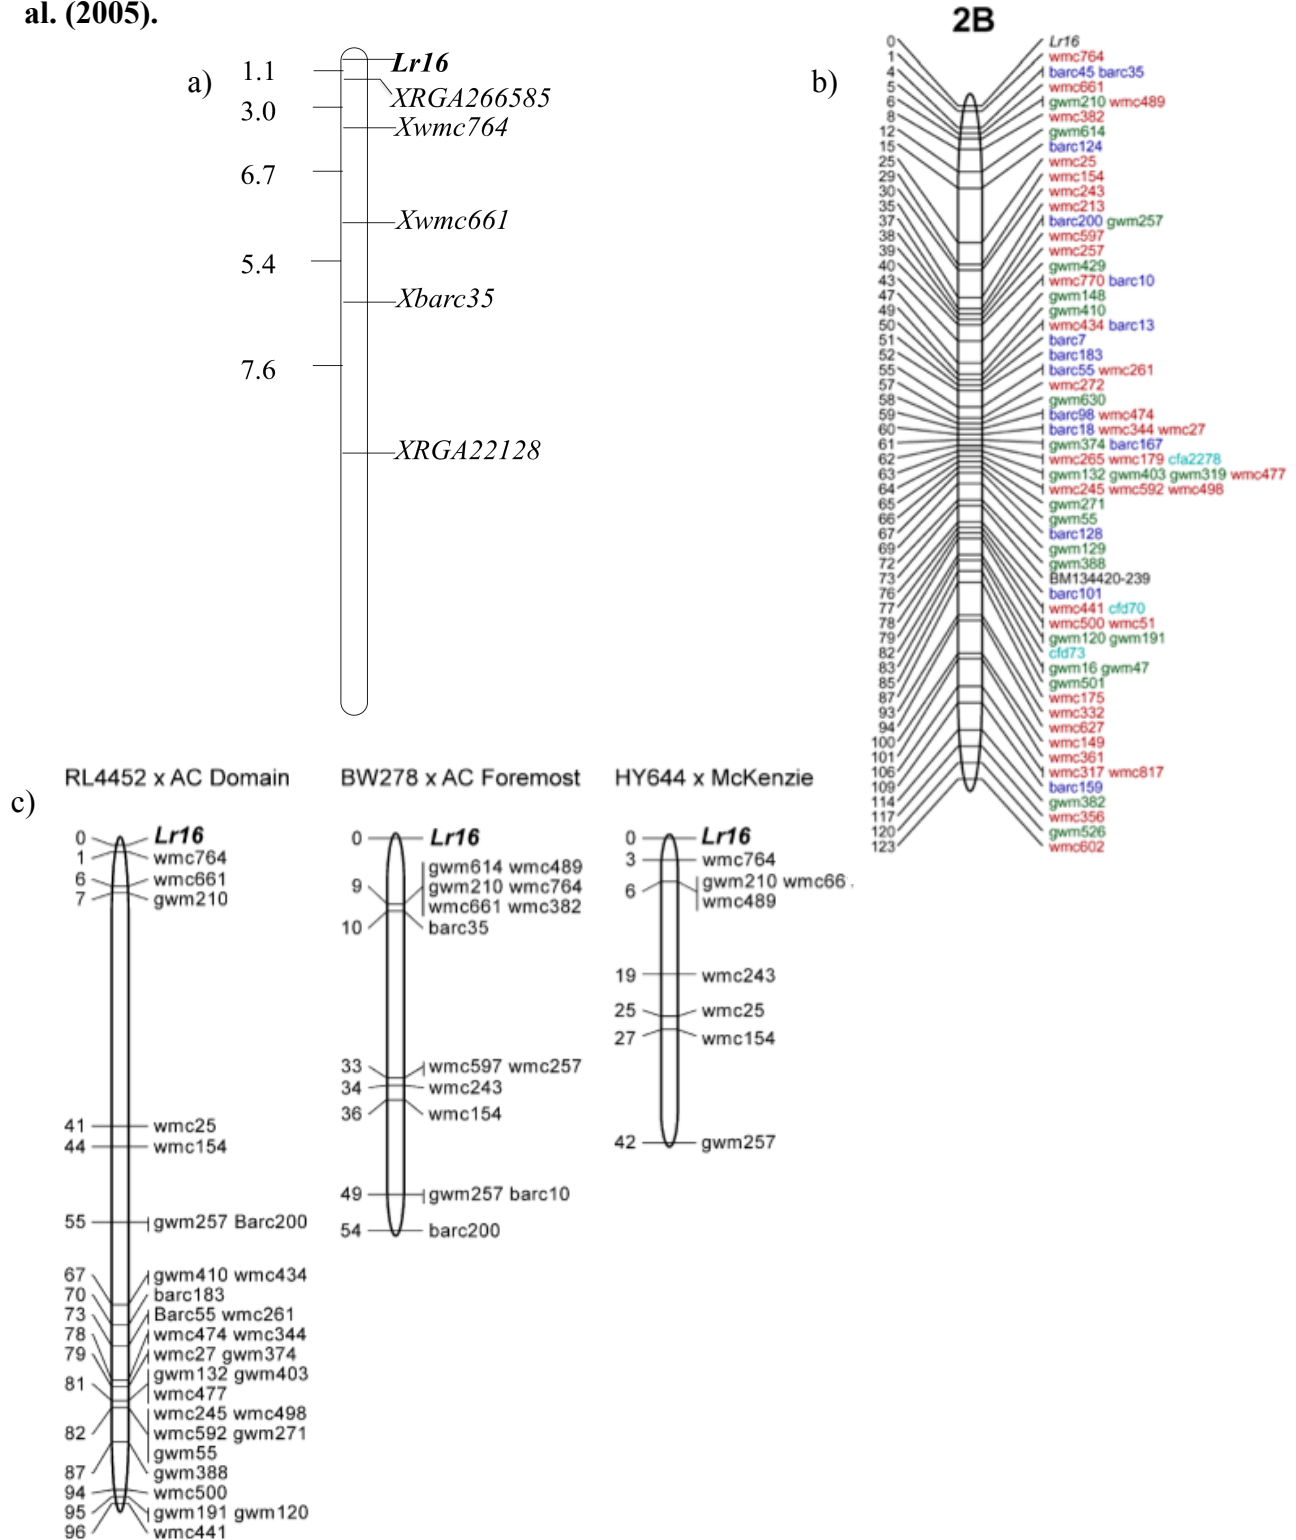 al. (2005).
a)
1.1
3.0
6.7
5.4
7.6
Lr16
XRGA266585
Xwmc764
Xwmc661
Xbarc35
XRGA22128
b)
2B
0 Lr16
1 wmc764
4 barc45 barc35
5 wmc661
6 gwm210 wmc489
8 wmc382
12 gwm614
15 barc124
25 wmc25
29 wmc154
30 wmc243
35 wmc213
37 barc200 gwm257
38 wmc597
39 wmc257
40 gwm429
43 wmc770 barc10
47 gwm148
49 gwm410
50 wmc434 barc13
51 barc7
52 barc183
55 barc55 wmc261
57 wmc272
58 gwm630
59 barc98 wmc474
60 barc18 wmc344 wmc27
61 gwm374 barc167
62 wmc265 wmc179 cfa2278
63 gwm132 gwm403 gwm319 wmc477
64 wmc245 wmc592 wmc498
65 gwm271
66 gwm55
67 barc128
69 gwm129
72 gwm388
73 BM134420-239
76 barc101
77 wmc441 cfd70
78 wmc500 wmc51
79 gwm120 gwm191
82 cfd73
83 gwm16 gwm47
85 gwm501
87 wmc175
93 wmc332
94 wmc627
100 wmc149
101 wmc361
106 wmc317 wmc817
109 barc159
114 gwm382
117 wmc356
120 gwm526
123 wmc602
c)
RL4452 x AC Domain
0 Lr16
1 wmc764
6 wmc661
7 gwm210
41 wmc25
44 wmc154
55 gwm257 Barc200
67 gwm410 wmc434
70 barc183
73 Barc55 wmc261
78 wmc474 wmc344
79 wmc27 gwm374
81 gwm132 gwm403
wmc477
wmc245 wmc498
82 wmc592 gwm271
gwm55
87 gwm388
94 wmc500
95 gwm191 gwm120
96 wmc441
BW278 x AC Foremost
0 Lr16
gwm614 wmc489
9 gwm210 wmc764
wmc661 wmc382
10 barc35
33 wmc597 wmc257
34 wmc243
36 wmc154
49 gwm257 barc10
54 barc200
HY644 x McKenzie
0 Lr16
3 wmc764
6 gwm210 wmc66
wmc489
19 wmc243
25 wmc25
27 wmc154
42 gwm257